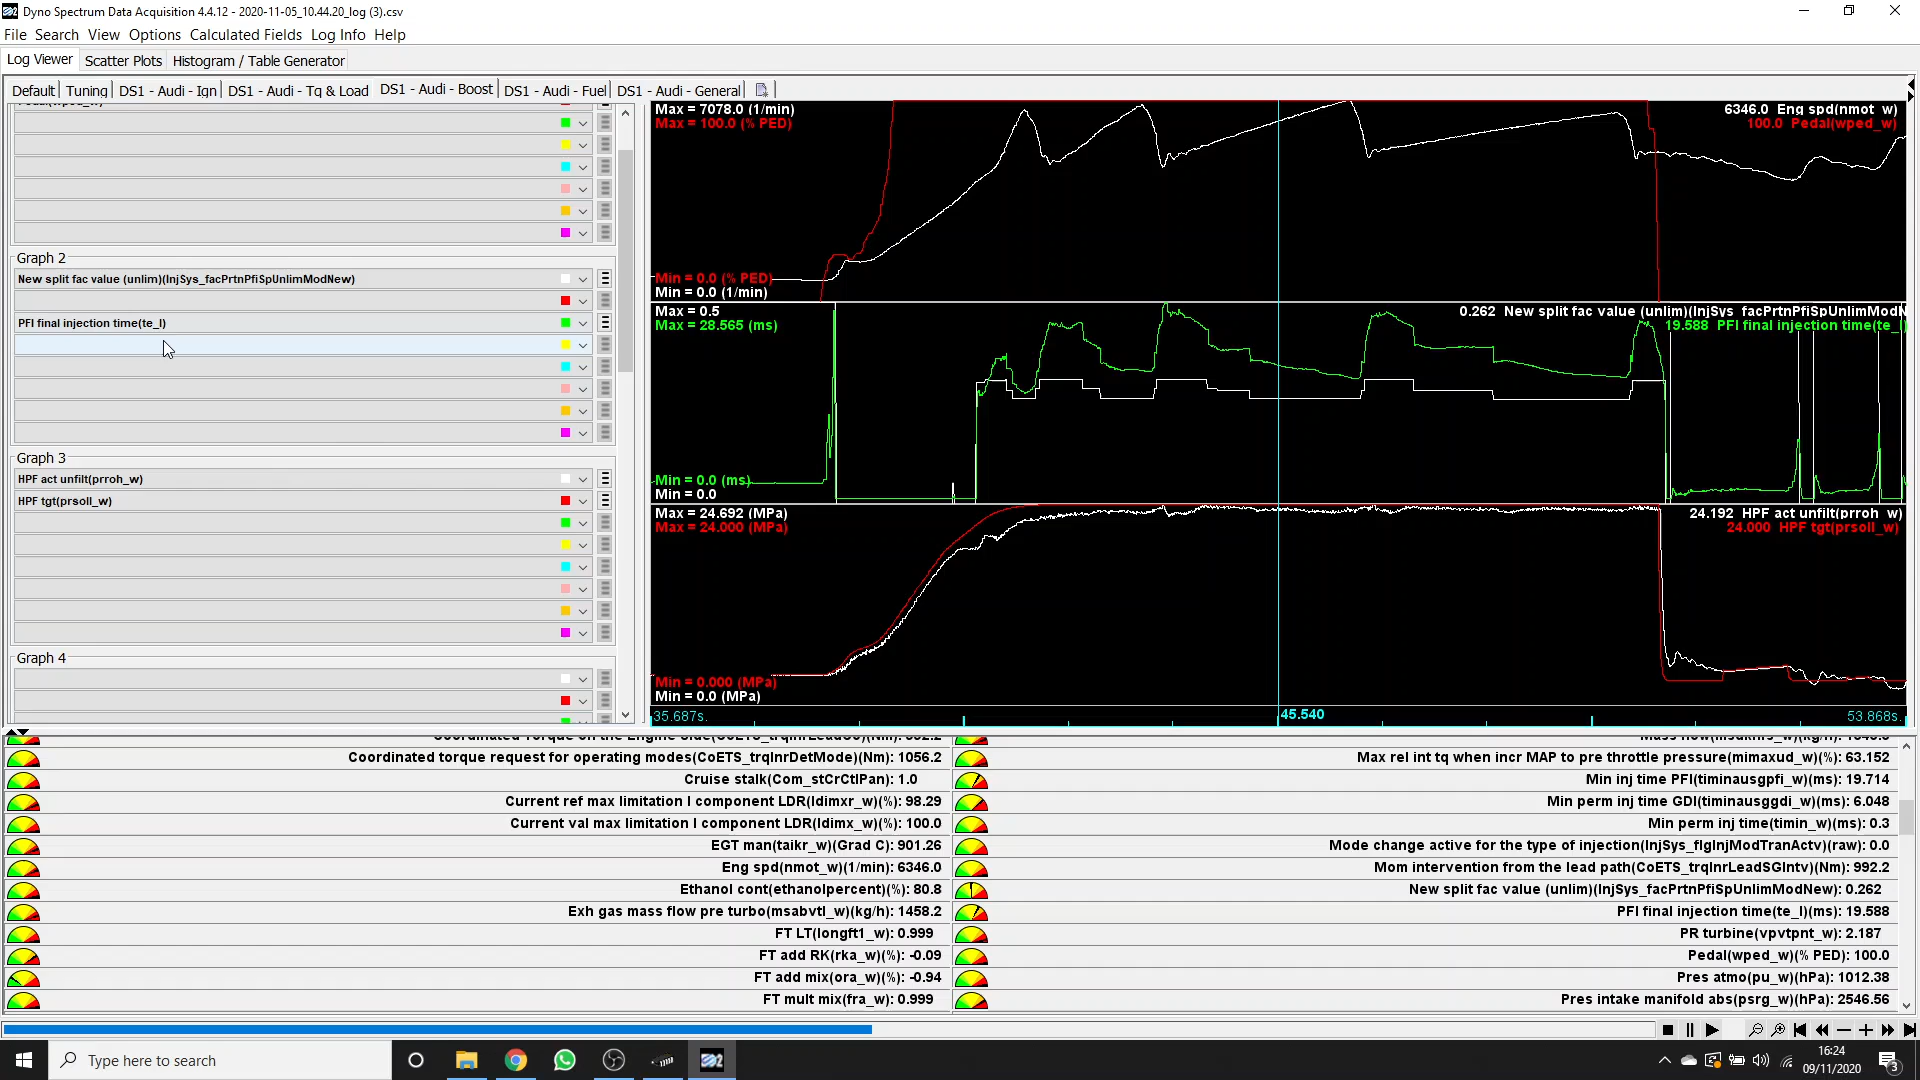 Dyno Spectrum Data Acquisition 4.4.12 - 2020-11-05_10.44.20_log (3).csv
File Search View Options Calculated Fields Log Info Help
Log Viewer Scatter Plots Histogram / Table Generator
Default Tuning DS1 - Audi - Ign DS1 - Audi - Tq & Load DS1 - Audi - Boost DS1 - Audi - Fuel DS1 - Audi - General
Graph 2
New split fac value (unlim)(InjSys_facPrtnPfiSpUnlimModNew)
PFI final injection time(te_l)
Graph 3
HPF act unfilt(prroh_w)
HPF tgt(prsoll_w)
Graph 4
Max = 7078.0 (1/min)
Max = 100.0 (% PED)
6346.0 Eng spd(nmot_w)
100.0 Pedal(wped_w)
Min = 0.0 (% PED)
Min = 0.0 (1/min)
Max = 0.5
Max = 28.565 (ms)
0.262 New split fac value (unlim)(InjSys_facPrtnPfiSpUnlimModN
19.588 PFI final injection time(te_l)
Min = 0.0 (ms)
Min = 0.0
Max = 24.692 (MPa)
Max = 24.000 (MPa)
24.192 HPF act unfilt(prroh_w)
24.000 HPF tgt(prsoll_w)
Min = 0.000 (MPa)
Min = 0.0 (MPa)
35.687s. 45.540 53.868s.
Coordinated torque request for operating modes(CoETS_trqInrDetMode)(Nm): 1056.2
Cruise stalk(Com_stCrCtlPan): 1.0
Current ref max limitation I component LDR(ldimxr_w)(%): 98.29
Current val max limitation I component LDR(ldimx_w)(%): 100.0
EGT man(taikr_w)(Grad C): 901.26
Eng spd(nmot_w)(1/min): 6346.0
Ethanol cont(ethanolpercent)(%): 80.8
Exh gas mass flow pre turbo(msabvtl_w)(kg/h): 1458.2
FT LT(longft1_w): 0.999
FT add RK(rka_w)(%): -0.09
FT add mix(ora_w)(%): -0.94
FT mult mix(fra_w): 0.999
Max rel int tq when incr MAP to pre throttle pressure(mimaxud_w)(%): 63.152
Min inj time PFI(timinausgpfi_w)(ms): 19.714
Min perm inj time GDI(timinausggdi_w)(ms): 6.048
Min perm inj time(timin_w)(ms): 0.3
Mode change active for the type of injection(InjSys_flgInjModTranActv)(raw): 0.0
Mom intervention from the lead path(CoETS_trqInrLeadSGIntv)(Nm): 992.2
New split fac value (unlim)(InjSys_facPrtnPfiSpUnlimModNew): 0.262
PFI final injection time(te_l)(ms): 19.588
PR turbine(vpvtpnt_w): 2.187
Pedal(wped_w)(% PED): 100.0
Pres atmo(pu_w)(hPa): 1012.38
Pres intake manifold abs(psrg_w)(hPa): 2546.56
Type here to search
16:24
09/11/2020
3